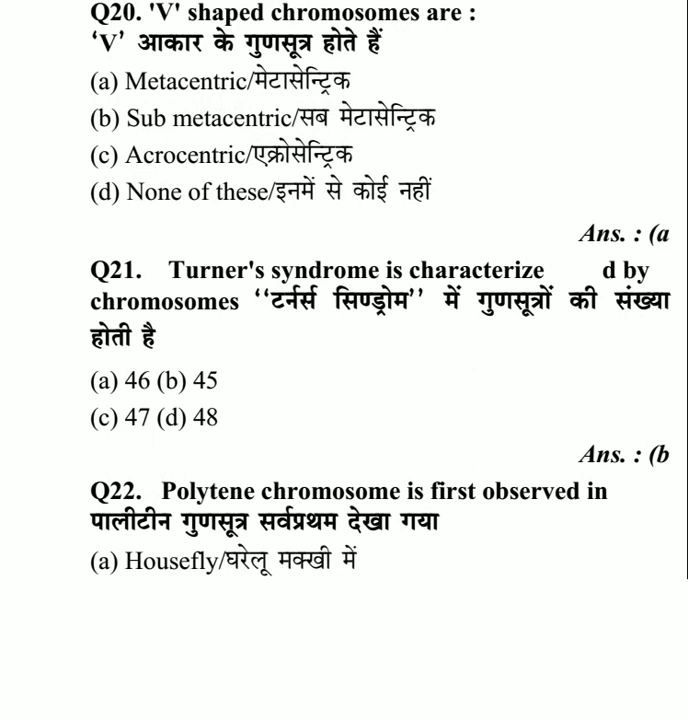 Q20. 'V' shaped chromosomes are :
‘V’ आकार के गुणसूत्र होते हैं
(a) Metacentric/मेटासेन्ट्रिक
(b) Sub metacentric/सब मेटासेन्ट्रिक
(c) Acrocentric/एक्रोसेन्ट्रिक
(d) None of these/इनमें से कोई नहीं
Ans. : (a
Q21. Turner's syndrome is characterize d by
chromosomes ‘‘टर्नर्स सिण्ड्रोम’’ में गुणसूत्रों की संख्या
होती है
(a) 46 (b) 45
(c) 47 (d) 48
Ans. : (b
Q22. Polytene chromosome is first observed in
पालीटीन गुणसूत्र सर्वप्रथम देखा गया
(a) Housefly/घरेलू मक्खी में